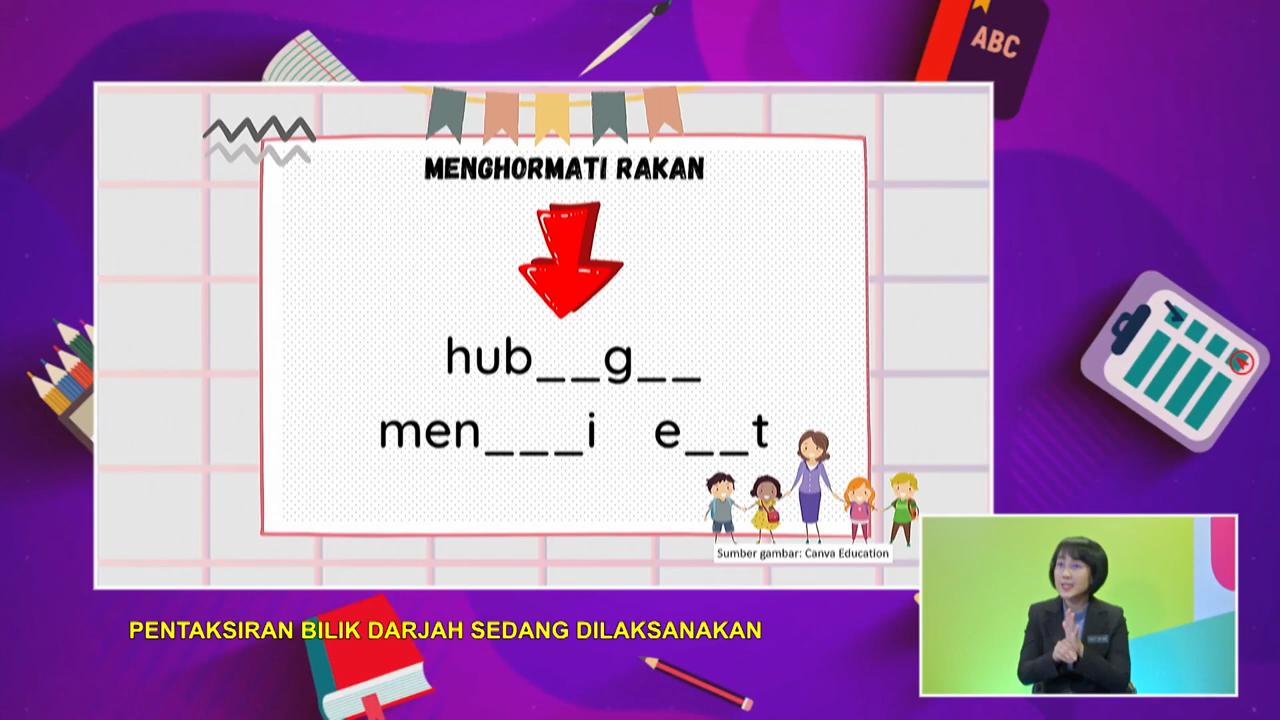 ABC
MENGHORMATI RAKAN
hub__g__
men___i e__t
Sumber gambar: Canva Education
PENTAKSIRAN BILIK DARJAH SEDANG DILAKSANAKAN